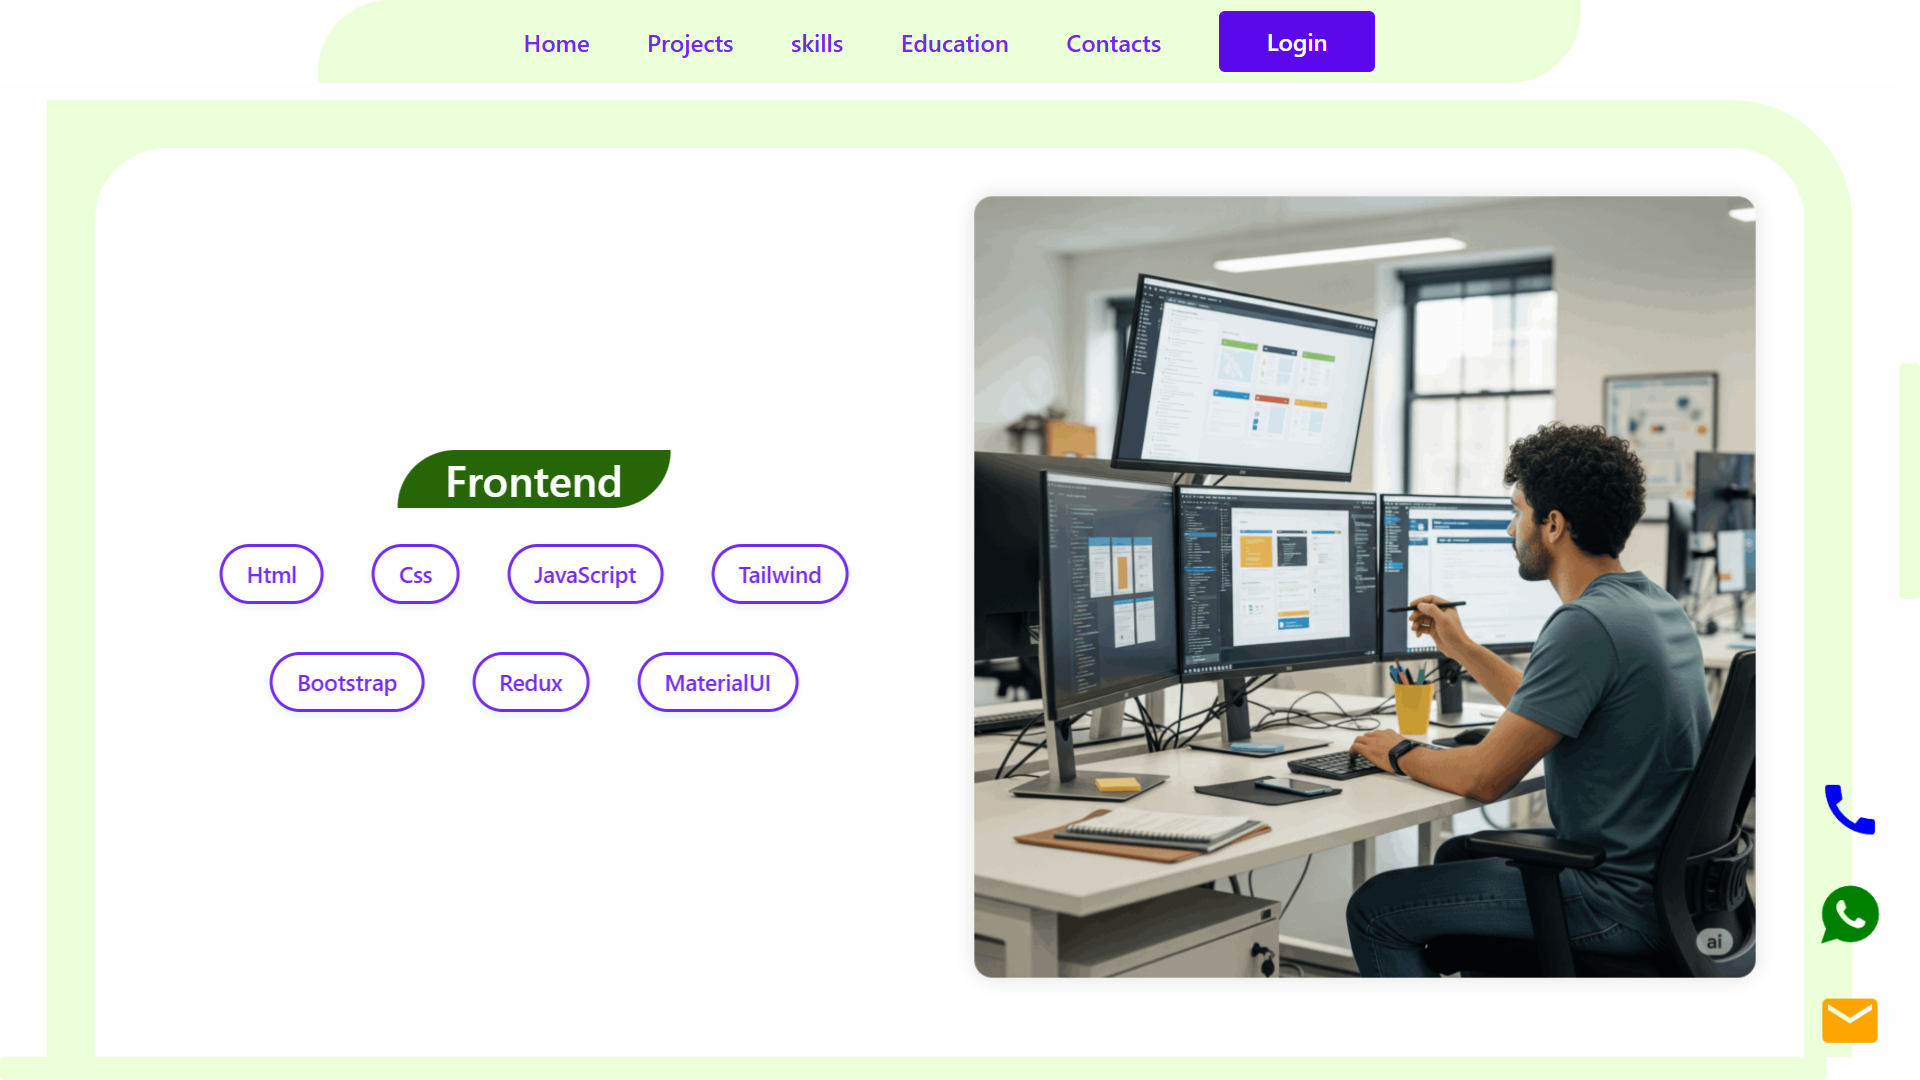 Home Projects skills Education Contacts Login
Frontend
Html Css JavaScript Tailwind
Bootstrap Redux MaterialUI
ai